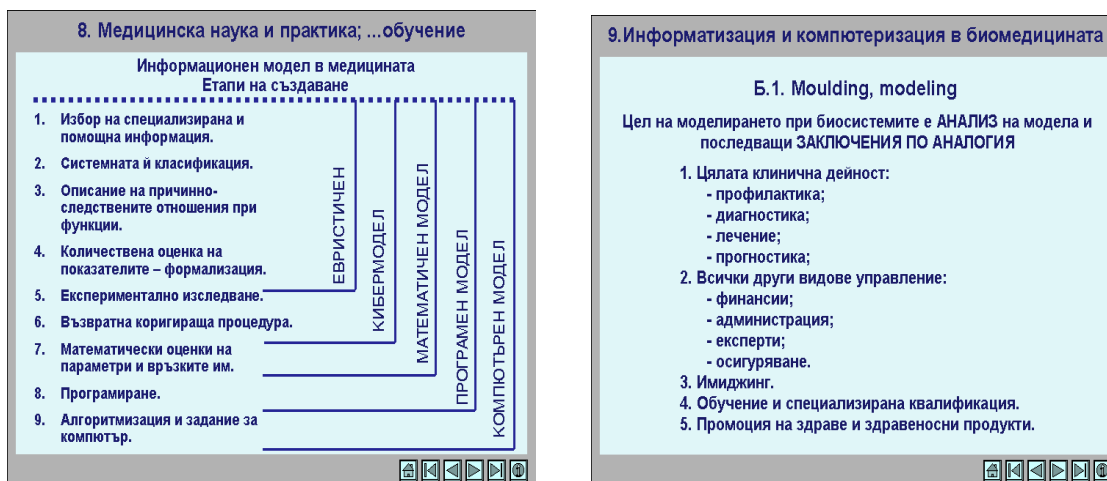 8. Медицинска наука и практика; ...обучение
Информационен модел в медицината
Етапи на създаване
1. Избор на специализирана и
помощна информация.
2. Системната й класификация.
3. Описание на причинно-
следствените отношения при
функции.
4. Количествена оценка на
показателите – формализация.
5. Експериментално изследване.
6. Възвратна коригираща процедура.
7. Математически оценки на
параметри и връзките им.
8. Програмиране.
9. Алгоритмизация и задание за
компютър.
ЕВРИСТИЧЕН
КИБЕРМОДЕЛ
МАТЕМАТИЧЕН МОДЕЛ
ПРОГРАМЕН МОДЕЛ
КОМПЮТЪРЕН МОДЕЛ
9.Информатизация и компютеризация в биомедицината
Б.1. Moulding, modeling
Цел на моделирането при биосистемите е АНАЛИЗ на модела и
последващи ЗАКЛЮЧЕНИЯ ПО АНАЛОГИЯ
1. Цялата клинична дейност:
- профилактика;
- диагностика;
- лечение;
- прогностика;
2. Всички други видове управление:
- финансии;
- администрация;
- експерти;
- осигуряване.
3. Имиджинг.
4. Обучение и специализирана квалификация.
5. Промоция на здраве и здравеносни продукти.